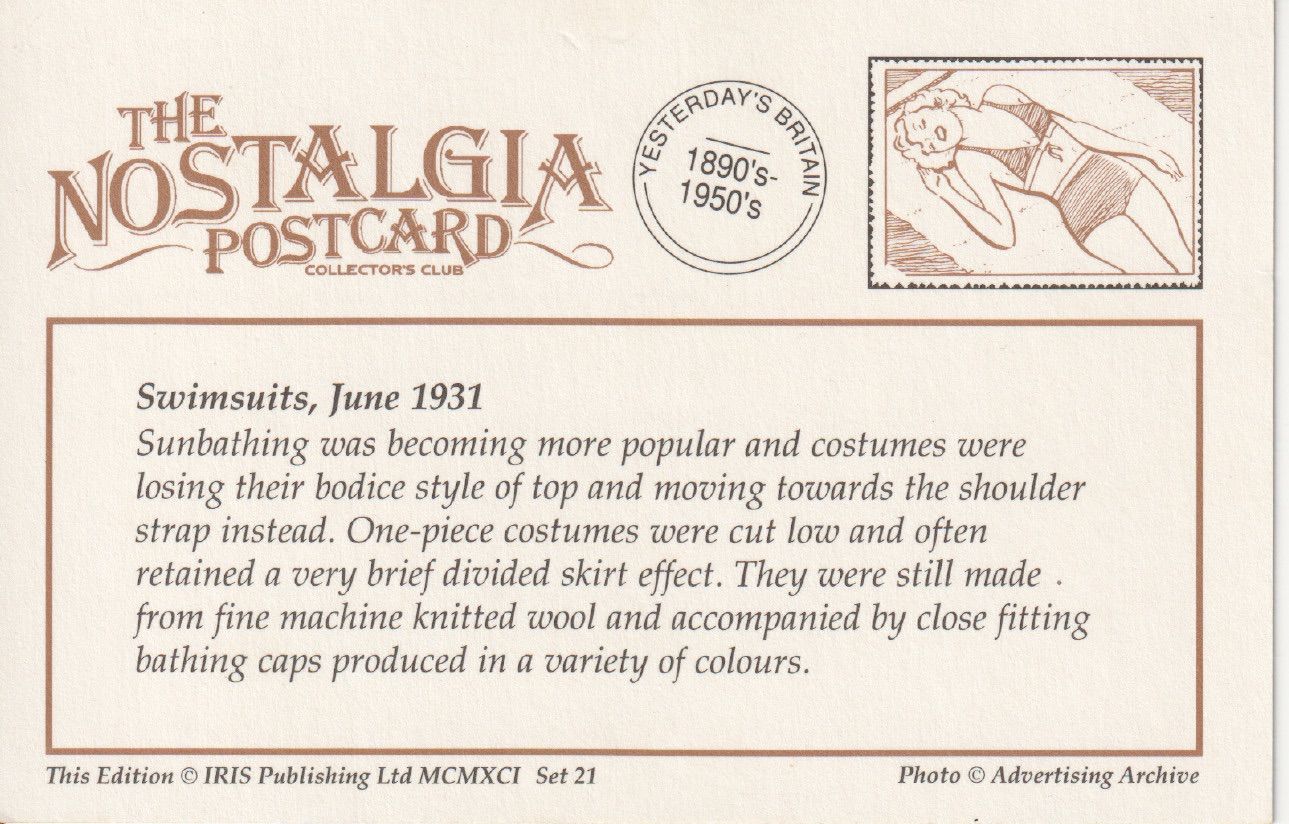 THE
NOSTALGIA
POSTCARD
COLLECTOR'S CLUB
YESTERDAY'S BRITAIN
1890's-
1950's
Swimsuits, June 1931
Sunbathing was becoming more popular and costumes were
losing their bodice style of top and moving towards the shoulder
strap instead. One-piece costumes were cut low and often
retained a very brief divided skirt effect. They were still made .
from fine machine knitted wool and accompanied by close fitting
bathing caps produced in a variety of colours.
This Edition © IRIS Publishing Ltd MCMXCI Set 21
Photo © Advertising Archive